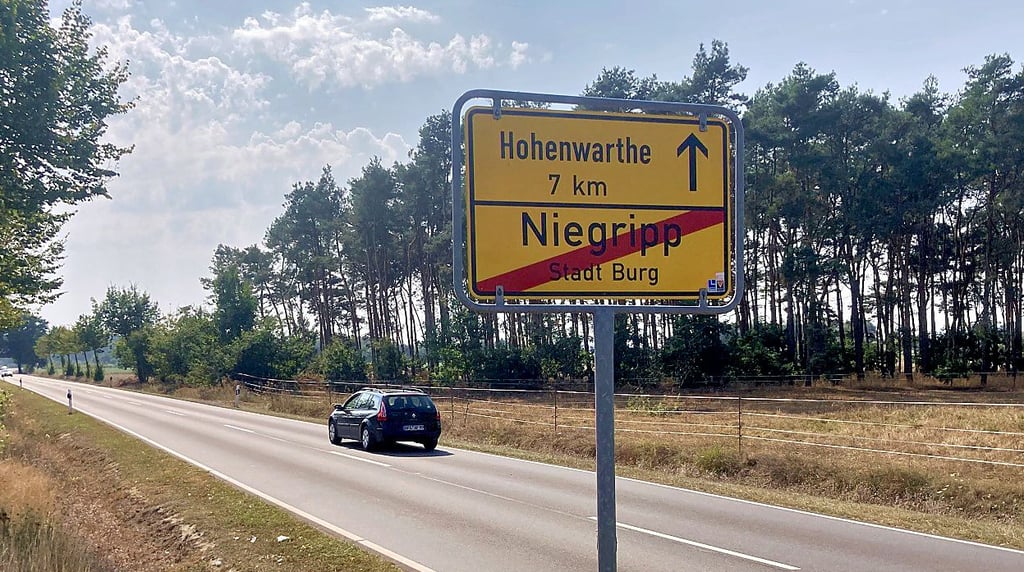 Hohenwarthe
7 km
Niegripp
Stadt Burg